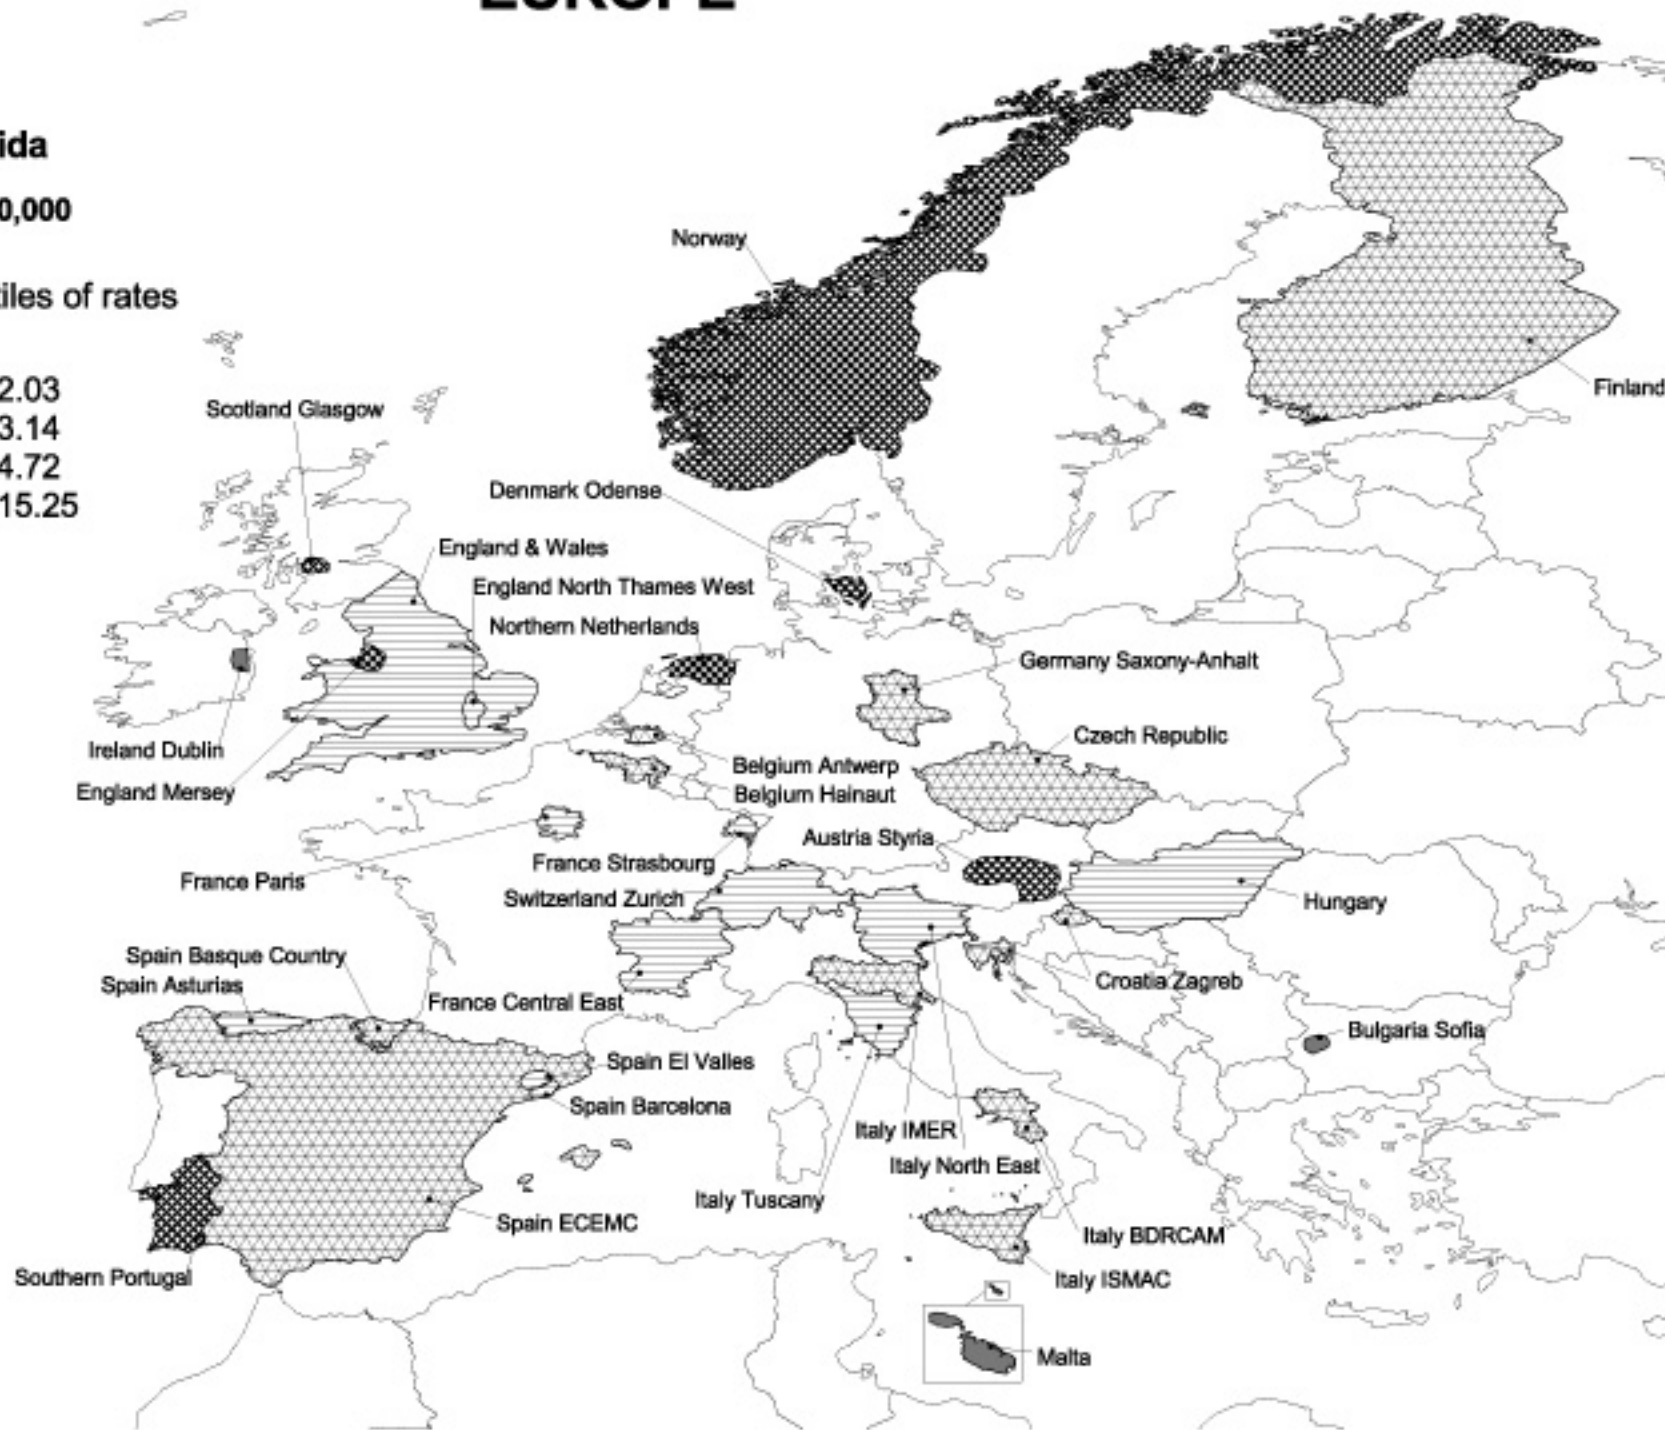 EUROPE
ida
0,000
tiles of rates
2.03
3.14
4.72
15.25
Norway
Finland
Scotland Glasgow
Denmark Odense
England & Wales
England North Thames West
Northern Netherlands
Germany Saxony-Anhalt
Ireland Dublin
Czech Republic
England Mersey
Belgium Antwerp
Belgium Hainaut
Austria Styria
France Strasbourg
France Paris
Switzerland Zurich
Hungary
Spain Basque Country
Spain Asturias
Croatia Zagreb
France Central East
Bulgaria Sofia
Spain El Valles
Spain Barcelona
Italy IMER
Italy North East
Italy Tuscany
Spain ECEMC
Italy BDRCAM
Southern Portugal
Italy ISMAC
Malta